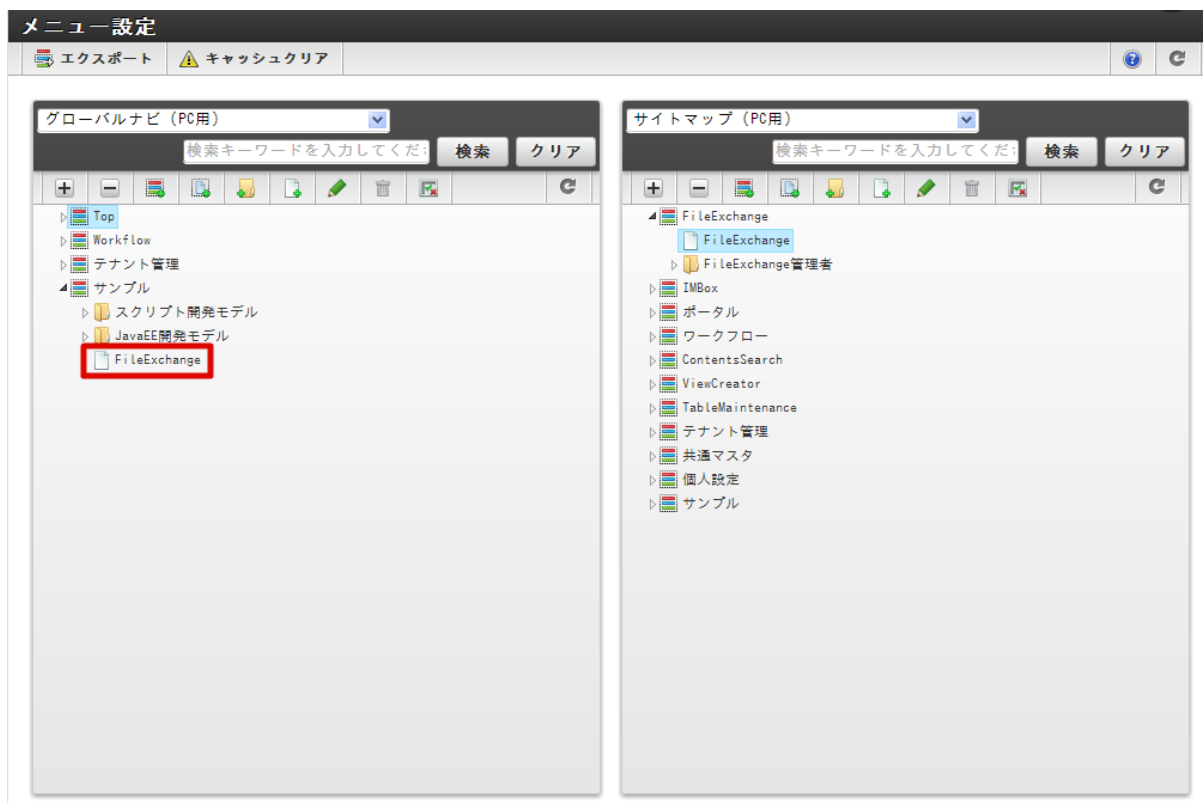 メニュー設定
エクスポート
キャッシュクリア
グローバルナビ (PC用)
検索キーワードを入力してくだ
検索
クリア
Top
Workflow
テナント管理
サンプル
スクリプト開発モデル
JavaEE開発モデル
FileExchange
サイトマップ (PC用)
検索キーワードを入力してくだ
検索
クリア
FileExchange
FileExchange
FileExchange管理者
IMBox
ポータル
ワークフロー
ContentsSearch
ViewCreator
TableMaintenance
テナント管理
共通マスタ
個人設定
サンプル